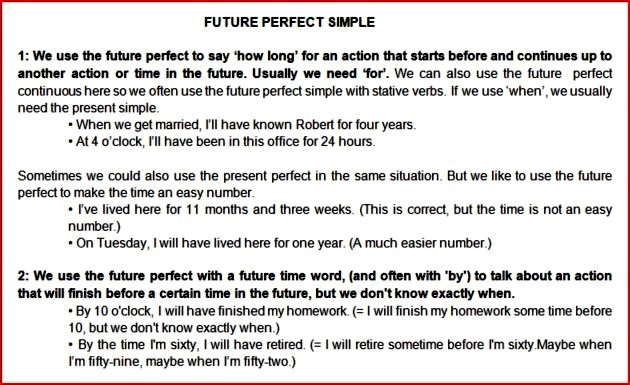 FUTURE PERFECT SIMPLE
1: We use the future perfect to say ‘how long’ for an action that starts before and continues up to
another action or time in the future. Usually we need ‘for’. We can also use the future perfect
continuous here so we often use the future perfect simple with stative verbs. If we use ‘when’, we usually
need the present simple.
• When we get married, I’ll have known Robert for four years.
• At 4 o’clock, I’ll have been in this office for 24 hours.
Sometimes we could also use the present perfect in the same situation. But we like to use the future
perfect to make the time an easy number.
• I’ve lived here for 11 months and three weeks. (This is correct, but the time is not an easy
number.)
• On Tuesday, I will have lived here for one year. (A much easier number.)
2: We use the future perfect with a future time word, (and often with 'by') to talk about an action
that will finish before a certain time in the future, but we don't know exactly when.
• By 10 o'clock, I will have finished my homework. (= I will finish my homework some time before
10, but we don't know exactly when.)
• By the time I'm sixty, I will have retired. (= I will retire sometime before I'm sixty.Maybe when
I'm fifty-nine, maybe when I’m fifty-two.)